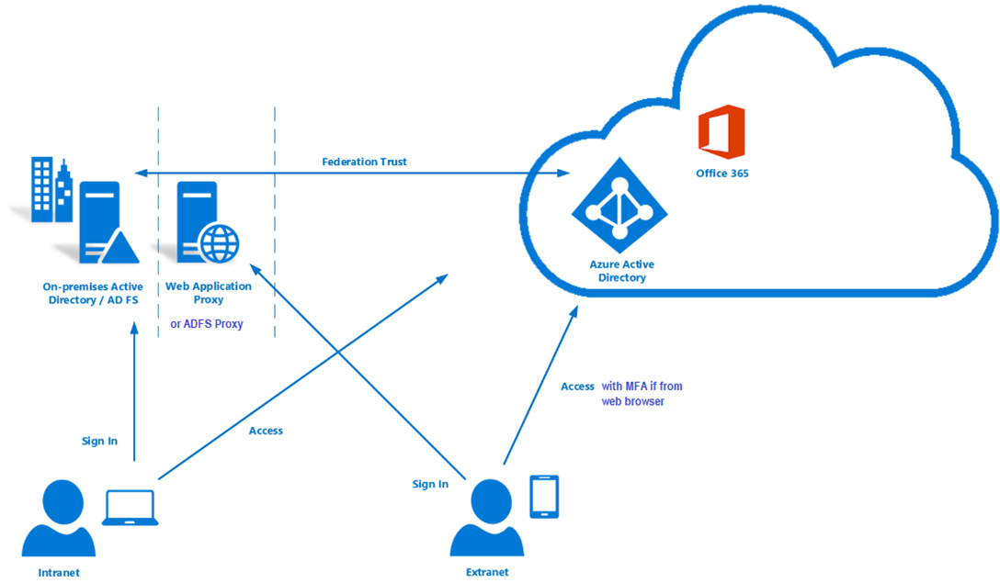 Federation Trust
Office 365
Azure Active
Directory
On-premises Active
Directory / AD FS
Web Application
Proxy
or ADFS Proxy
Access with MFA if from
web browser
Access
Sign In
Sign In
Intranet
Extranet